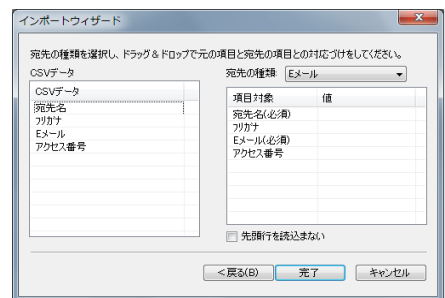 インポートウィザード
宛先の種類を選択し、ドラッグ＆ドロップで元の項目と宛先の項目との対応づけをしてください。
CSVデータ
宛先の種類 Eメール
CSVデータ
宛先名
フリガナ
Eメール
アクセス番号
項目対象 値
宛先名(必須)
フリガナ
Eメール(必須)
アクセス番号
先頭行を読込まない
<戻る(B)
完了
キャンセル